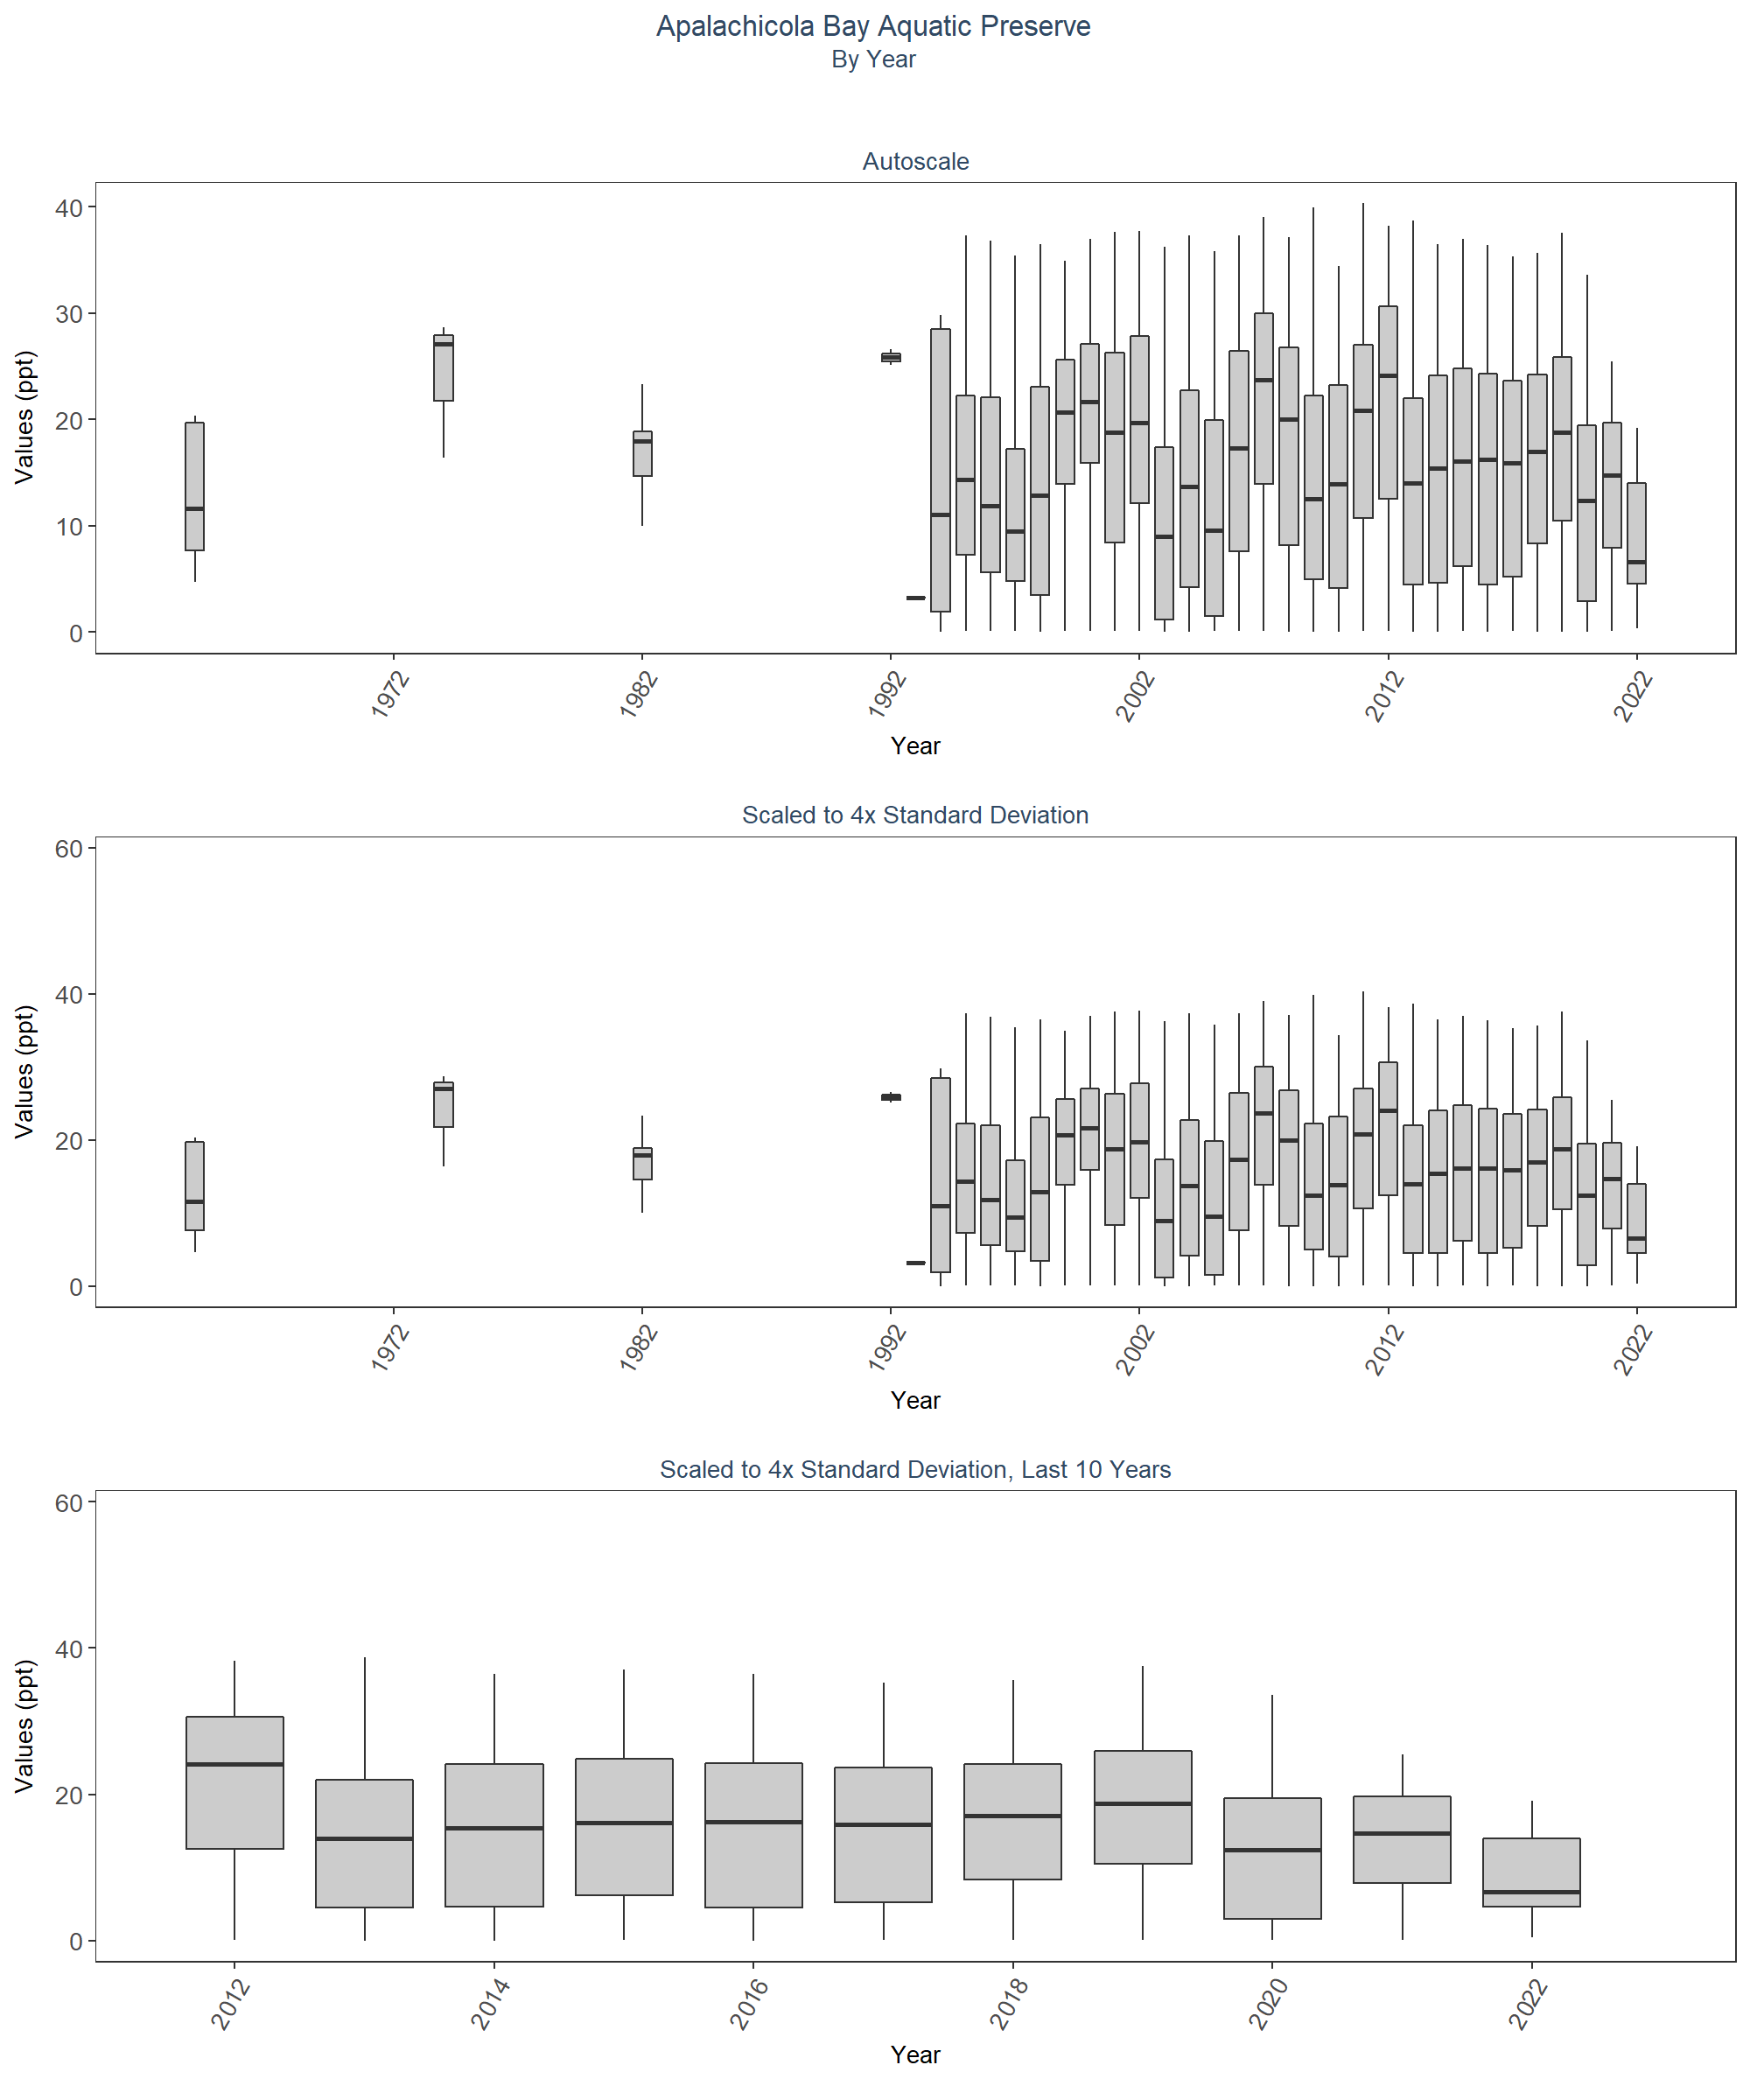 Apalachicola Bay Aquatic Preserve
By Year
Autoscale
Values (ppt)
40
30
20
10
0
1972 1982 1992 2002 2012 2022
Year
Scaled to 4x Standard Deviation
Values (ppt)
60
40
20
0
1972 1982 1992 2002 2012 2022
Year
Scaled to 4x Standard Deviation, Last 10 Years
Values (ppt)
60
40
20
0
2012 2014 2016 2018 2020 2022
Year